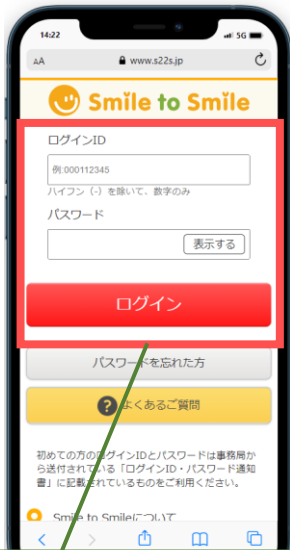 14:22
5G
AA
www.s22s.jp
Smile to Smile
ログインID
例:000112345
ハイフン（-）を除いて、数字のみ
パスワード
表示する
ログイン
パスワードを忘れた方
? よくあるご質問
初めての方のログインIDとパスワードは事務局か
ら送付されている「ログインID・パスワード通知
書」に記載されているものをご利用ください。
Smile to Smileについて